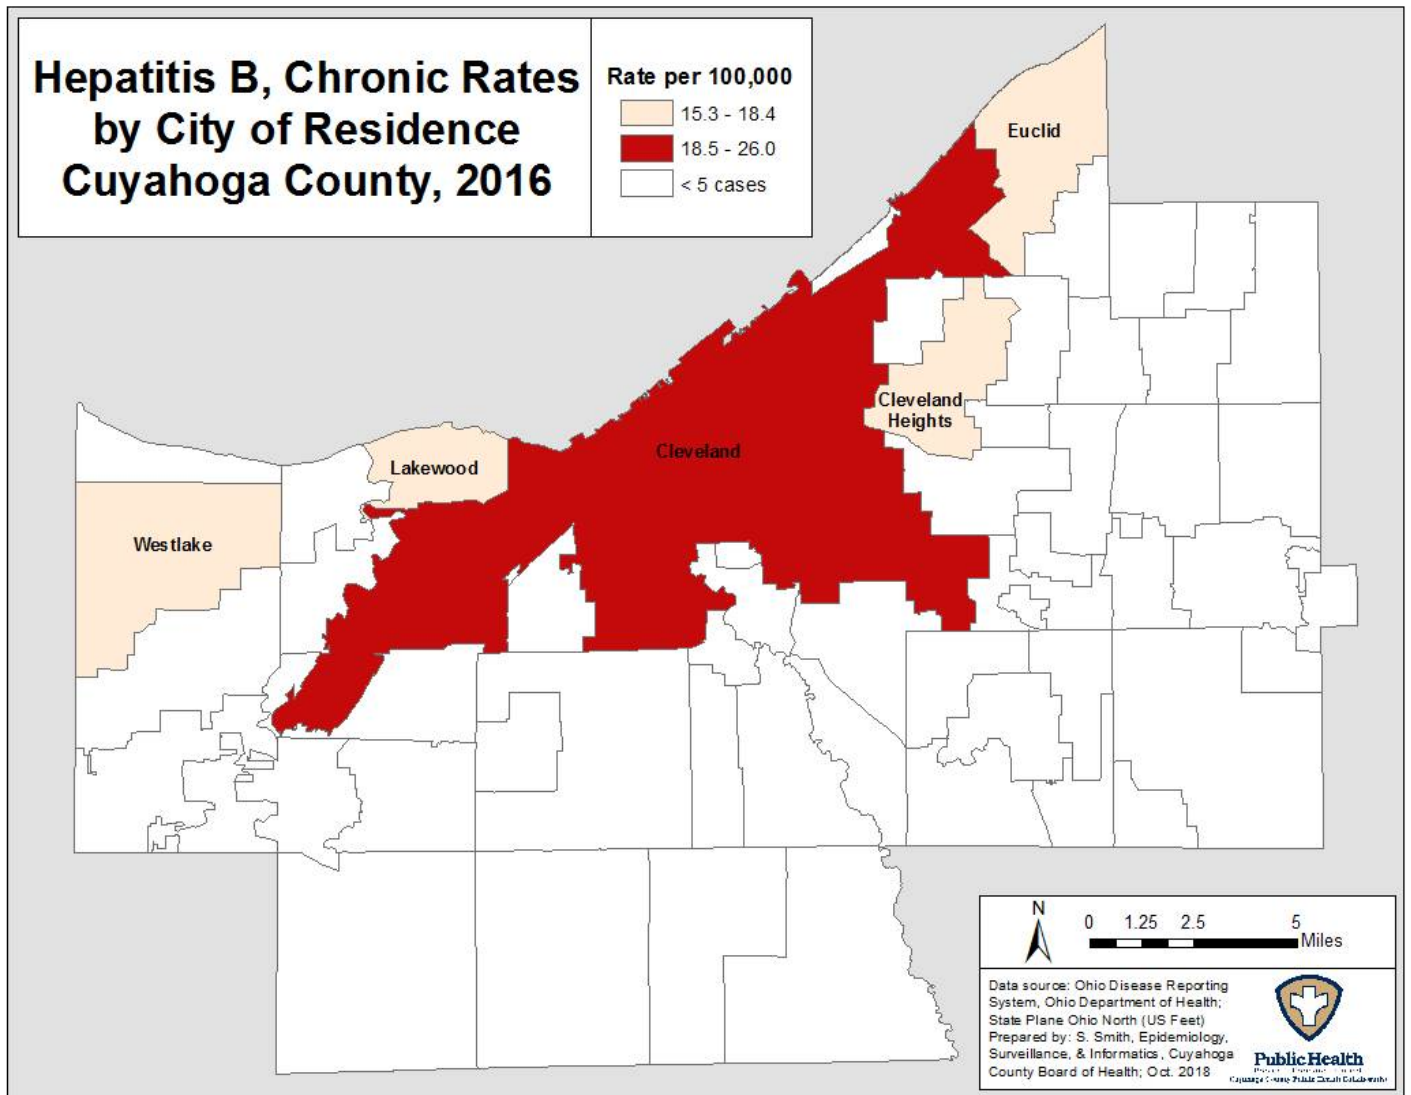 Hepatitis B, Chronic Rates
by City of Residence
Cuyahoga County, 2016
Rate per 100,000
15.3 - 18.4
18.5 - 26.0
< 5 cases
Euclid
Cleveland
Heights
Cleveland
Lakewood
Westlake
N
0 1.25 2.5 5
Miles
Data source: Ohio Disease Reporting
System, Ohio Department of Health;
State Plane Ohio North (US Feet)
Prepared by: S. Smith, Epidemiology,
Surveillance, & Informatics, Cuyahoga
County Board of Health; Oct. 2018
Public Health